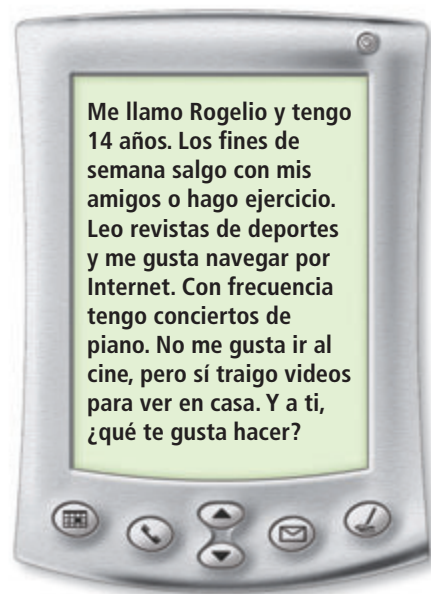 Me llamo Rogelio y tengo
14 años. Los fines de
semana salgo con mis
amigos o hago ejercicio.
Leo revistas de deportes
y me gusta navegar por
Internet. Con frecuencia
tengo conciertos de
piano. No me gusta ir al
cine, pero sí traigo videos
para ver en casa. Y a ti,
¿qué te gusta hacer?